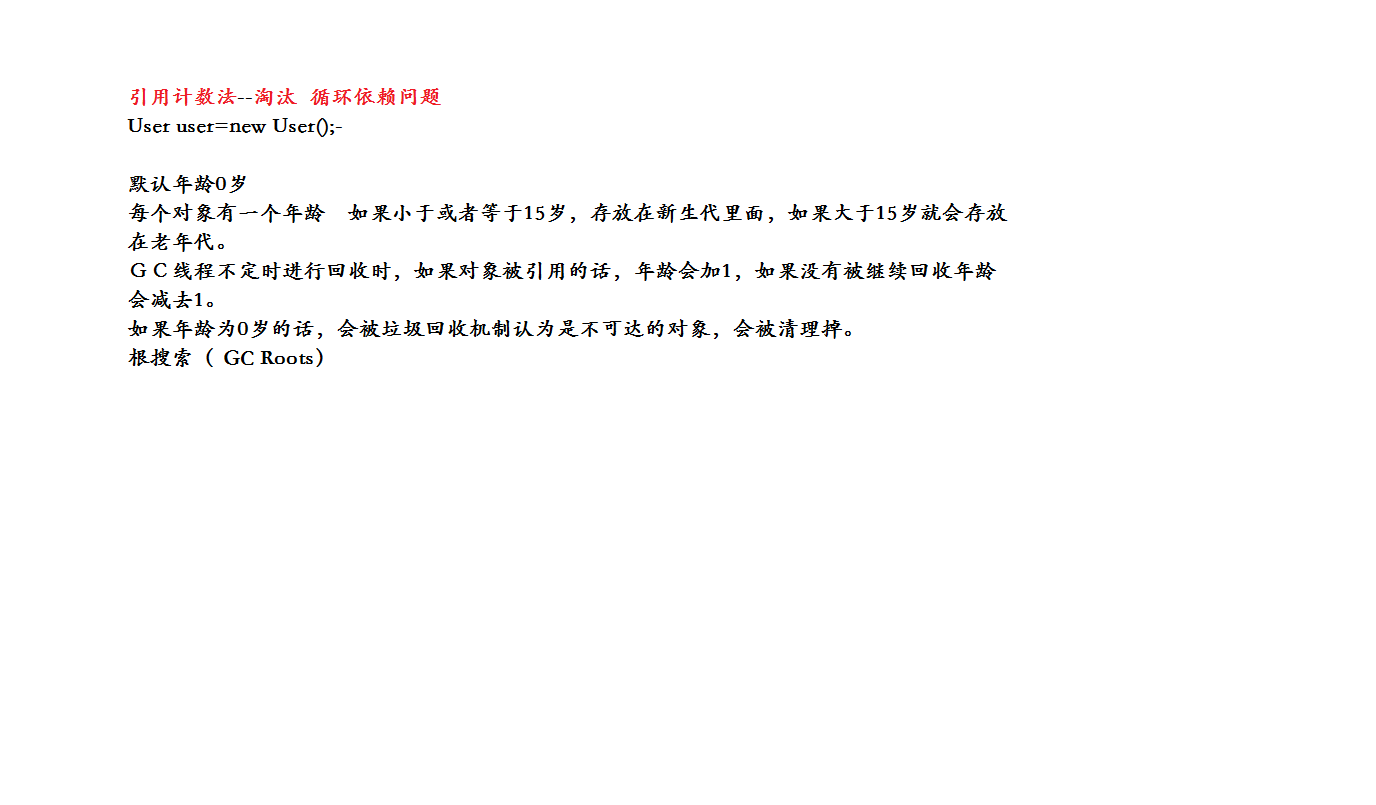 引用计数法--淘汰 循环依赖问题
User user=new User();-
默认年龄0岁
每个对象有一个年龄 如果小于或者等于15岁，存放在新生代里面，如果大于15岁就会存放
在老年代。
ＧＣ线程不定时进行回收时，如果对象被引用的话，年龄会加1，如果没有被继续回收年龄
会减去1。
如果年龄为0岁的话，会被垃圾回收机制认为是不可达的对象，会被清理掉。
根搜索（ GC Roots）